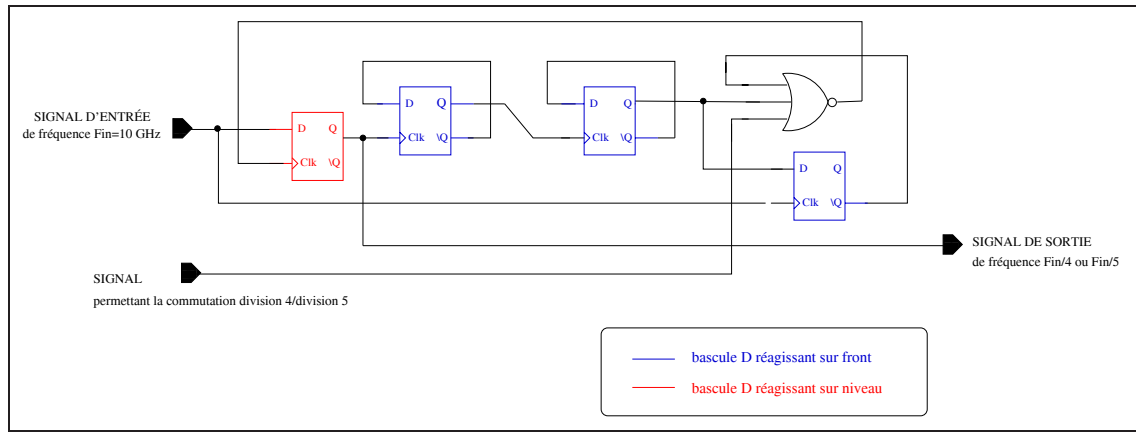 SIGNAL D'ENTRÉE
de fréquence Fin=10 GHz
D Q
Clk \Q
D Q
Clk \Q
D Q
Clk \Q
D Q
Clk \Q
SIGNAL DE SORTIE
de fréquence Fin/4 ou Fin/5
SIGNAL
permettant la commutation division 4/division 5
bascule D réagissant sur front
bascule D réagissant sur niveau